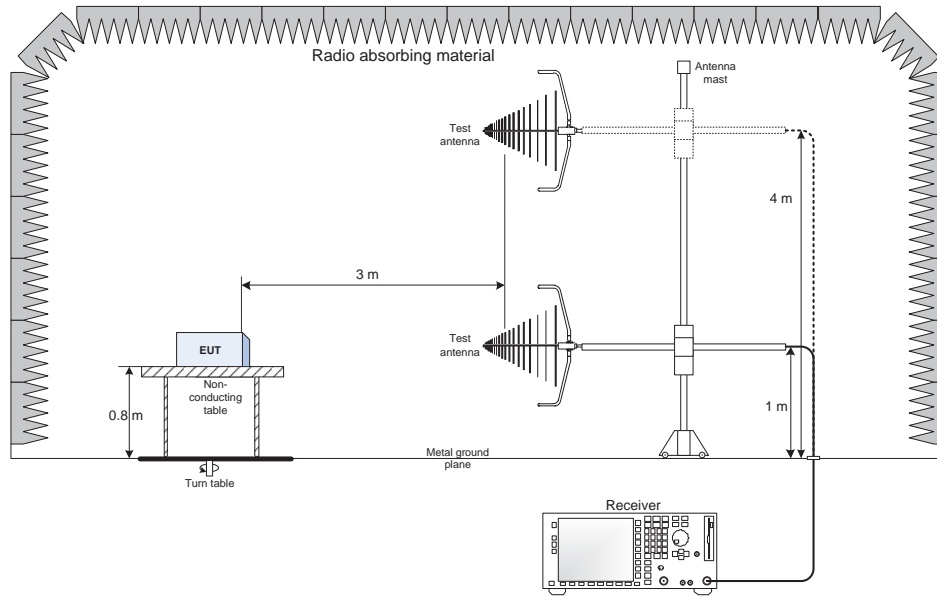 Radio absorbing material
Antenna
mast
Test
antenna
4 m
3 m
Test
antenna
EUT
Non-
conducting
table
0.8 m
1 m
Metal ground
plane
Turn table
Receiver